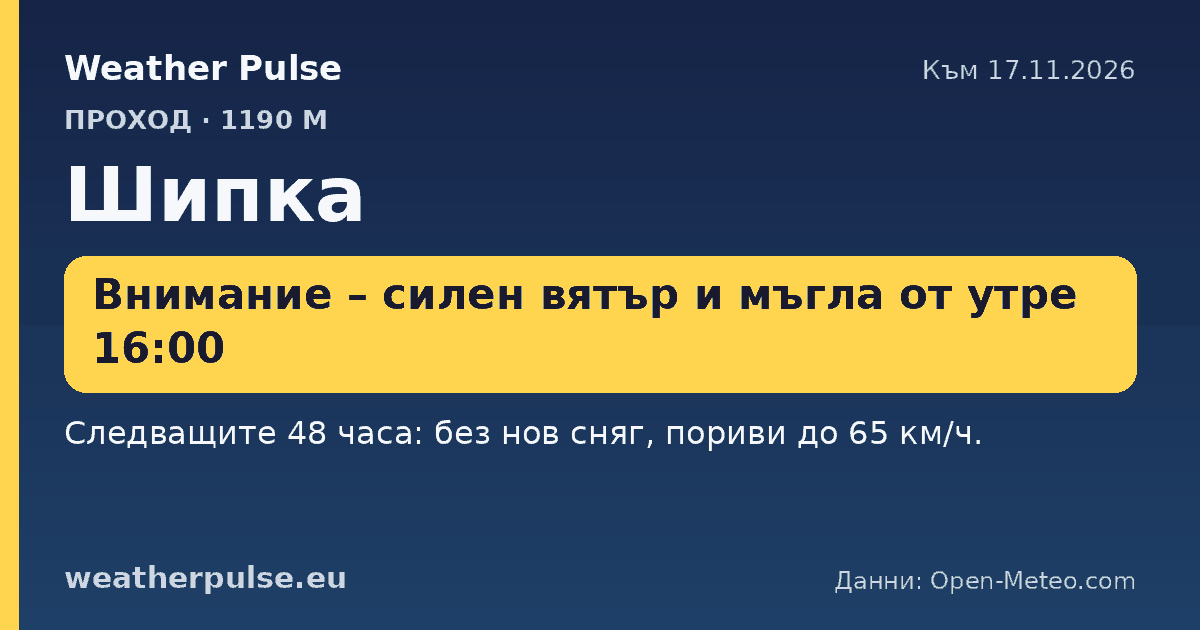 Weather Pulse
Към 17.11.2026
ПРОХОД · 1190 М
Шипка
Внимание – силен вятър и мъгла от утре
16:00
Следващите 48 часа: без нов сняг, пориви до 65 км/ч.
weatherpulse.eu
Данни: Open-Meteo.com